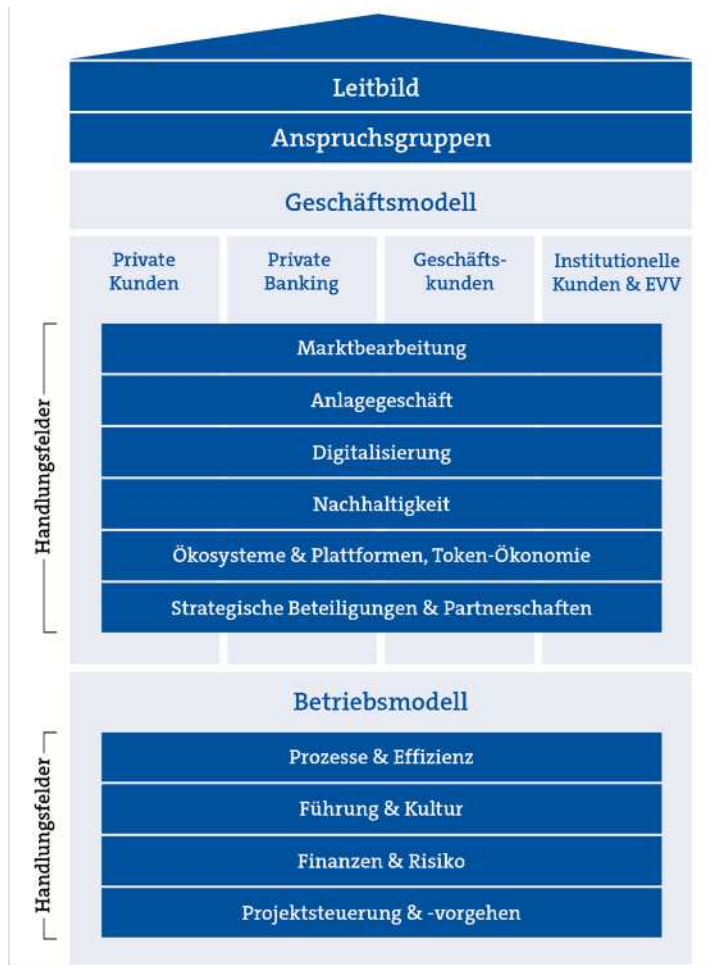 Leitbild
Anspruchsgruppen
Geschäftsmodell
Private
Kunden
Private
Banking
Geschäfts-
kunden
Institutionelle
Kunden & EVV
Handlungsfelder
Marktbearbeitung
Anlagegeschäft
Digitalisierung
Nachhaltigkeit
Ökosysteme & Plattformen, Token-Ökonomie
Strategische Beteiligungen & Partnerschaften
Betriebsmodell
Handlungsfelder
Prozesse & Effizienz
Führung & Kultur
Finanzen & Risiko
Projektsteuerung & -vorgehen